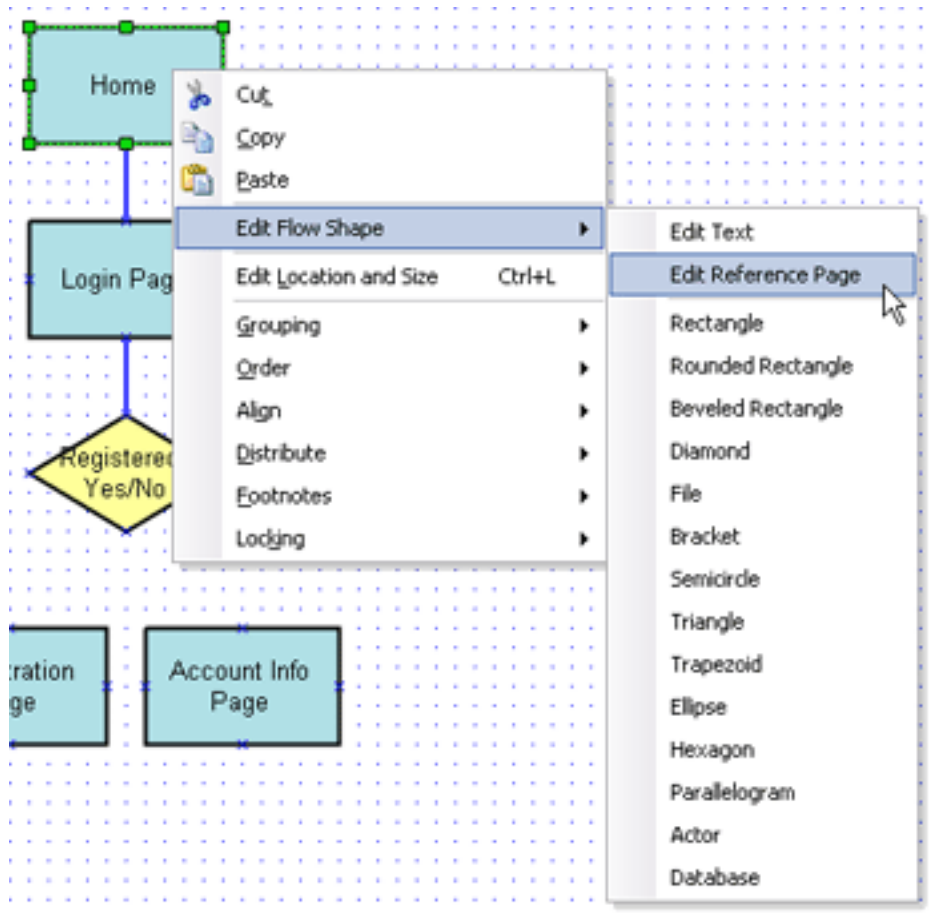 Home
Cut
Copy
Paste
Edit Flow Shape
Edit Text
Login Pag
Edit Location and Size Ctrl+L
Edit Reference Page
Grouping
Rectangle
Order
Rounded Rectangle
Align
Beveled Rectangle
Registered
Yes/No
Distribute
Diamond
Footnotes
File
Locking
Bracket
Semicircle
Triangle
Trapezoid
Ellipse
Hexagon
Parallelogram
Actor
Database
tration
ge
Account Info
Page